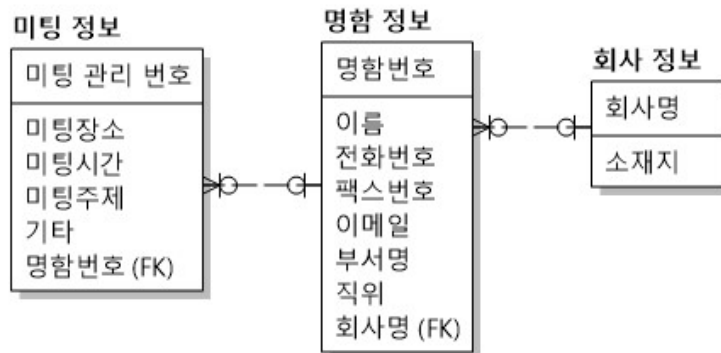 미팅 정보
미팅 관리 번호
미팅장소
미팅시간
미팅주제
기타
명함번호 (FK)
명함 정보
명함번호
이름
전화번호
팩스번호
이메일
부서명
직위
회사명 (FK)
회사 정보
회사명
소재지